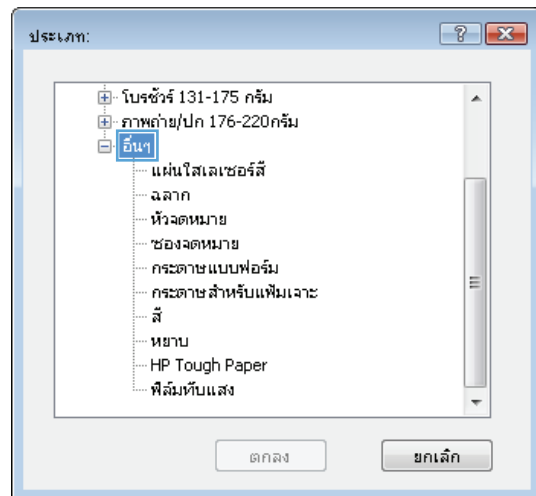 ประเภท:
โบรชัวร์ 131-175 กรัม
ภาพถ่าย/ปก 176-220กรัม
อื่นๆ
แผ่นใสเลเซอร์สี
ฉลาก
หัวจดหมาย
ซองจดหมาย
กระดาษแบบฟอร์ม
กระดาษสำหรับแฟ้มเจาะ
สี
หยาบ
HP Tough Paper
ฟิล์มทึบแสง
ตกลง ยกเลิก